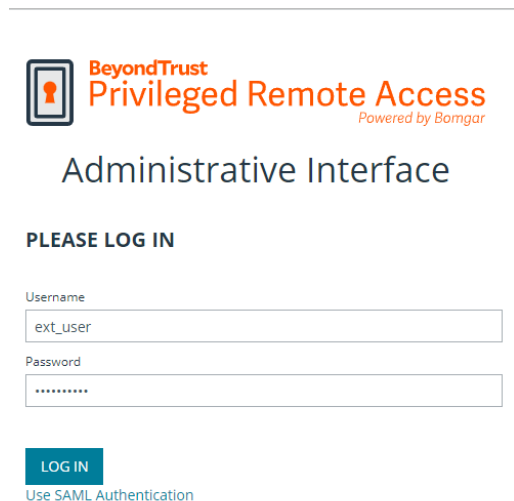 BeyondTrust
Privileged Remote Access
Powered by Bomgar
Administrative Interface
PLEASE LOG IN
Username
ext_user
Password
••••••••••
LOG IN
Use SAML Authentication